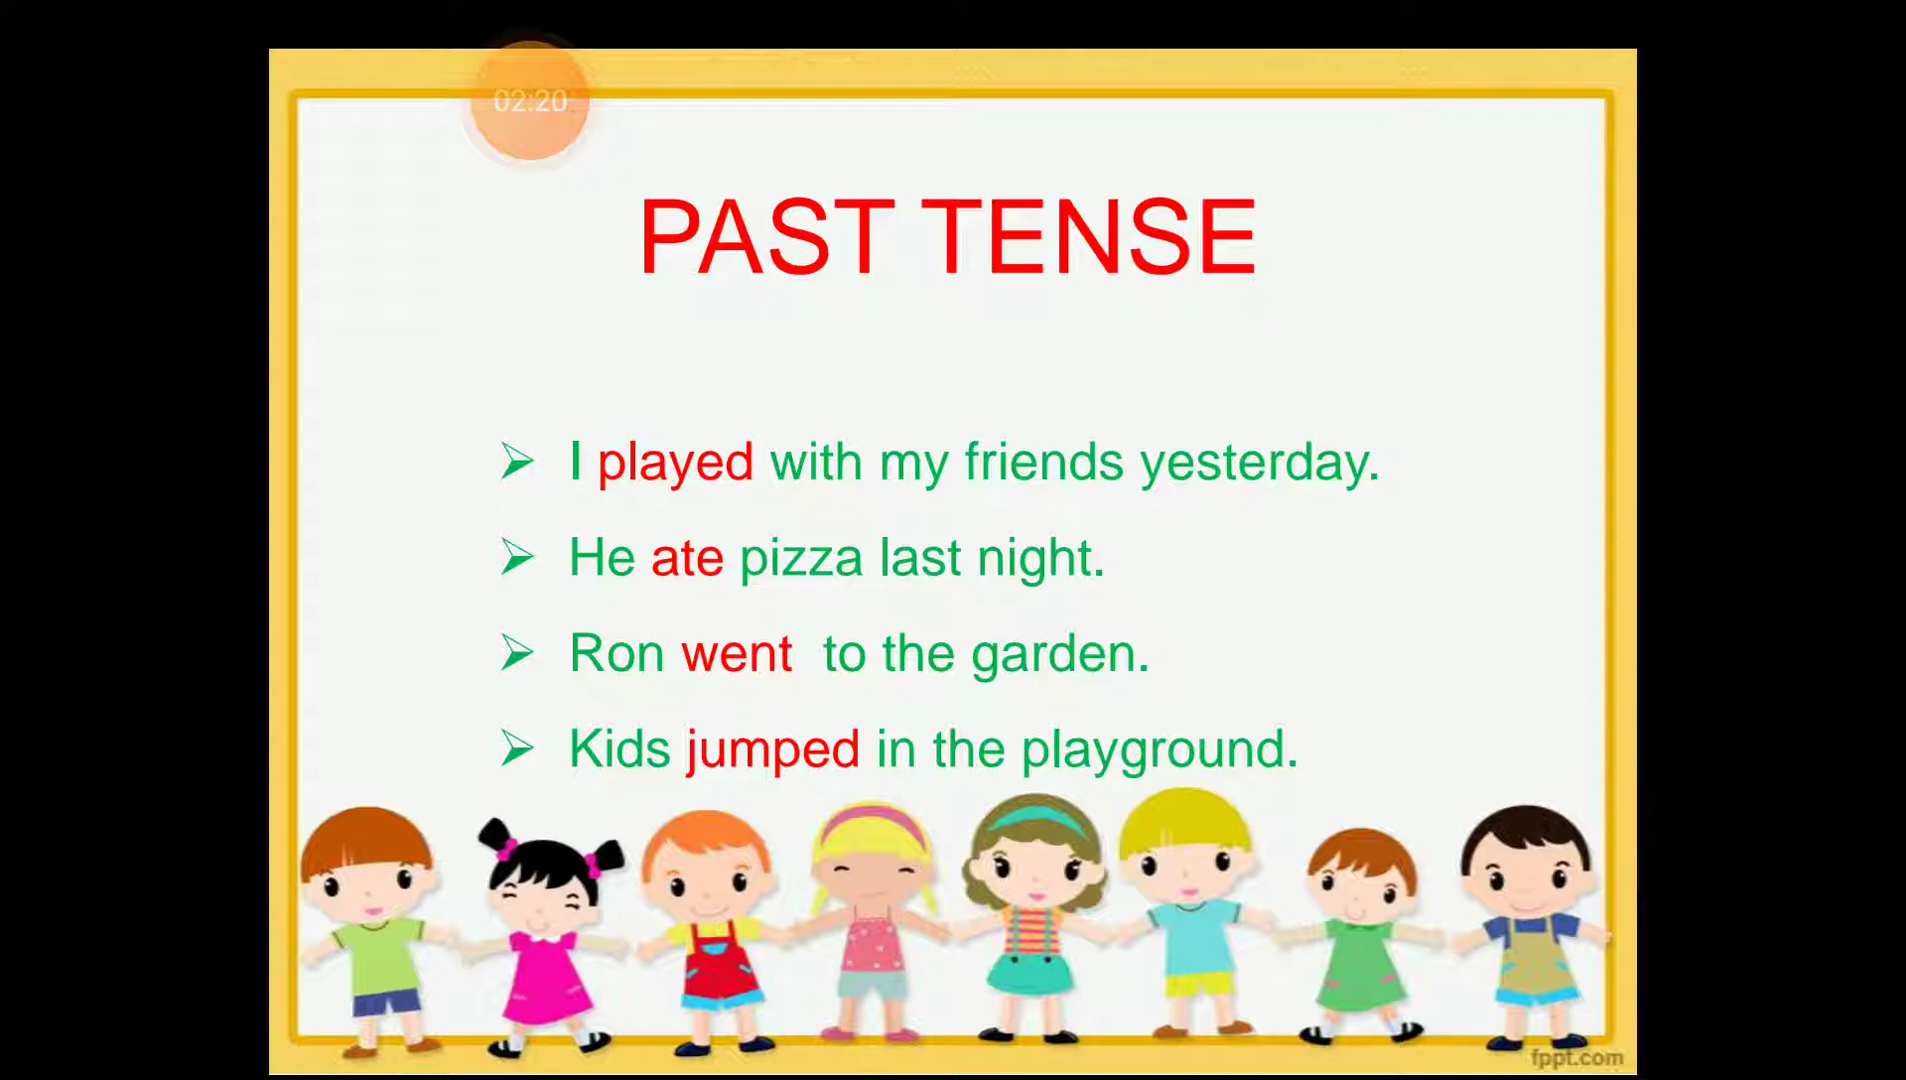 02:20
PAST TENSE
I played with my friends yesterday.
He ate pizza last night.
Ron went to the garden.
Kids jumped in the playground.
fppt.com